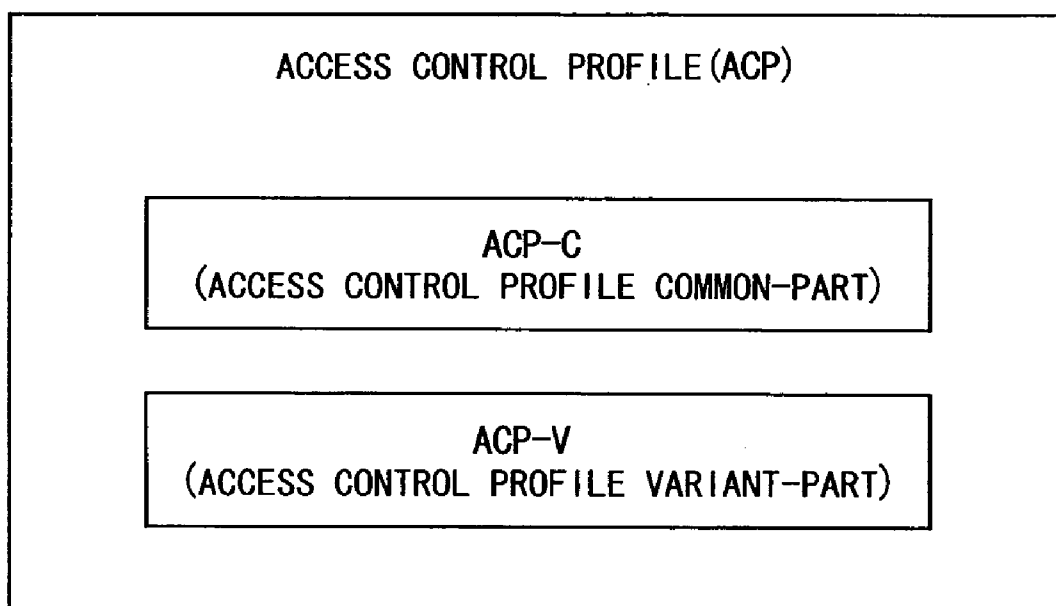 ACCESS CONTROL PROFILE(ACP)
ACP-C
(ACCESS CONTROL PROFILE COMMON-PART)
ACP-V
(ACCESS CONTROL PROFILE VARIANT-PART)